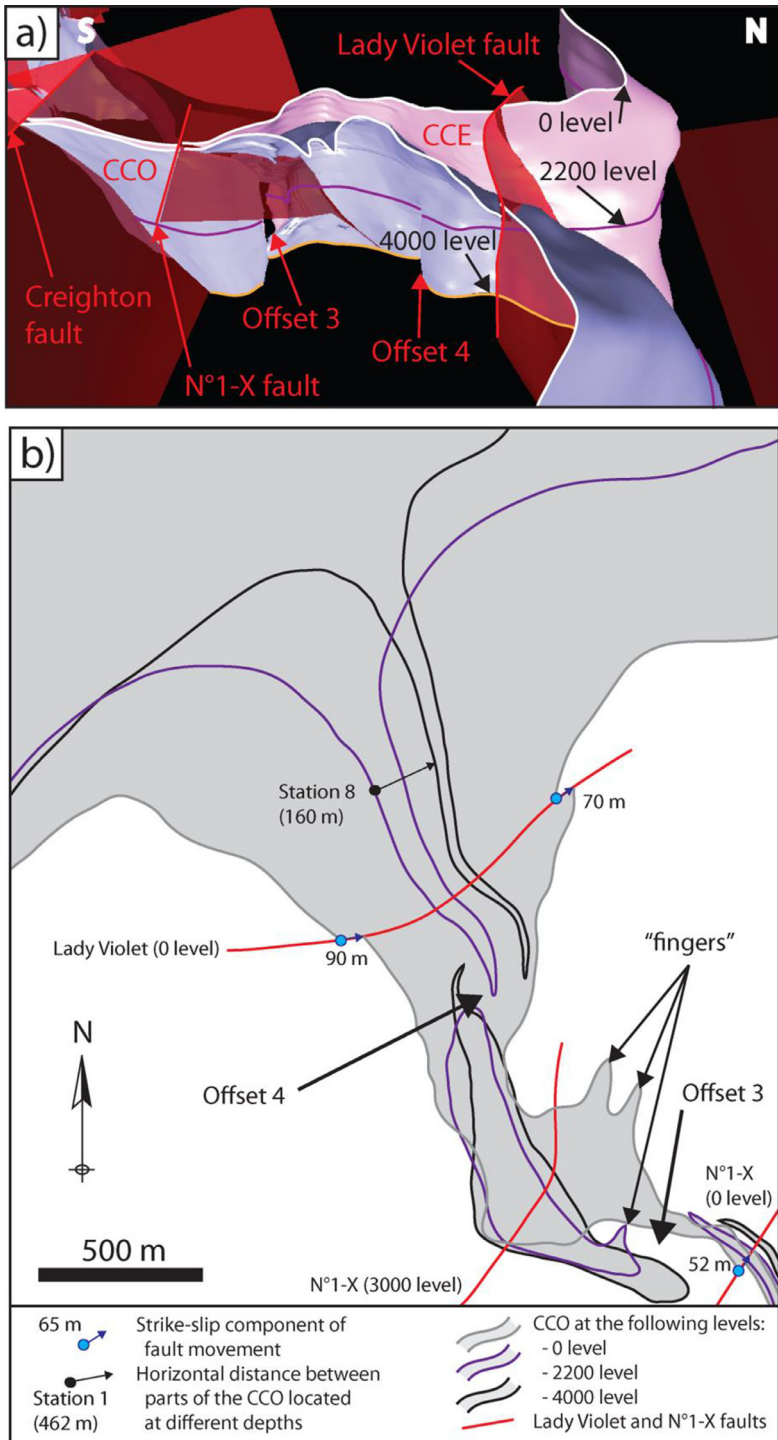 a)
S
N
Lady Violet fault
CCE
0 level
CCO
2200 level
4000 level
Creighton
fault
Offset 3
Offset 4
N°1-X fault
b)
Station 8
(160 m)
70 m
Lady Violet (0 level)
90 m
"fingers"
N
Offset 4
Offset 3
N°1-X
(0 level)
500 m
52 m
N°1-X (3000 level)
65 m
Strike-slip component of
fault movement
Station 1
(462 m)
Horizontal distance between
parts of the CCO located
at different depths
CCO at the following levels:
- 0 level
- 2200 level
- 4000 level
Lady Violet and N°1-X faults